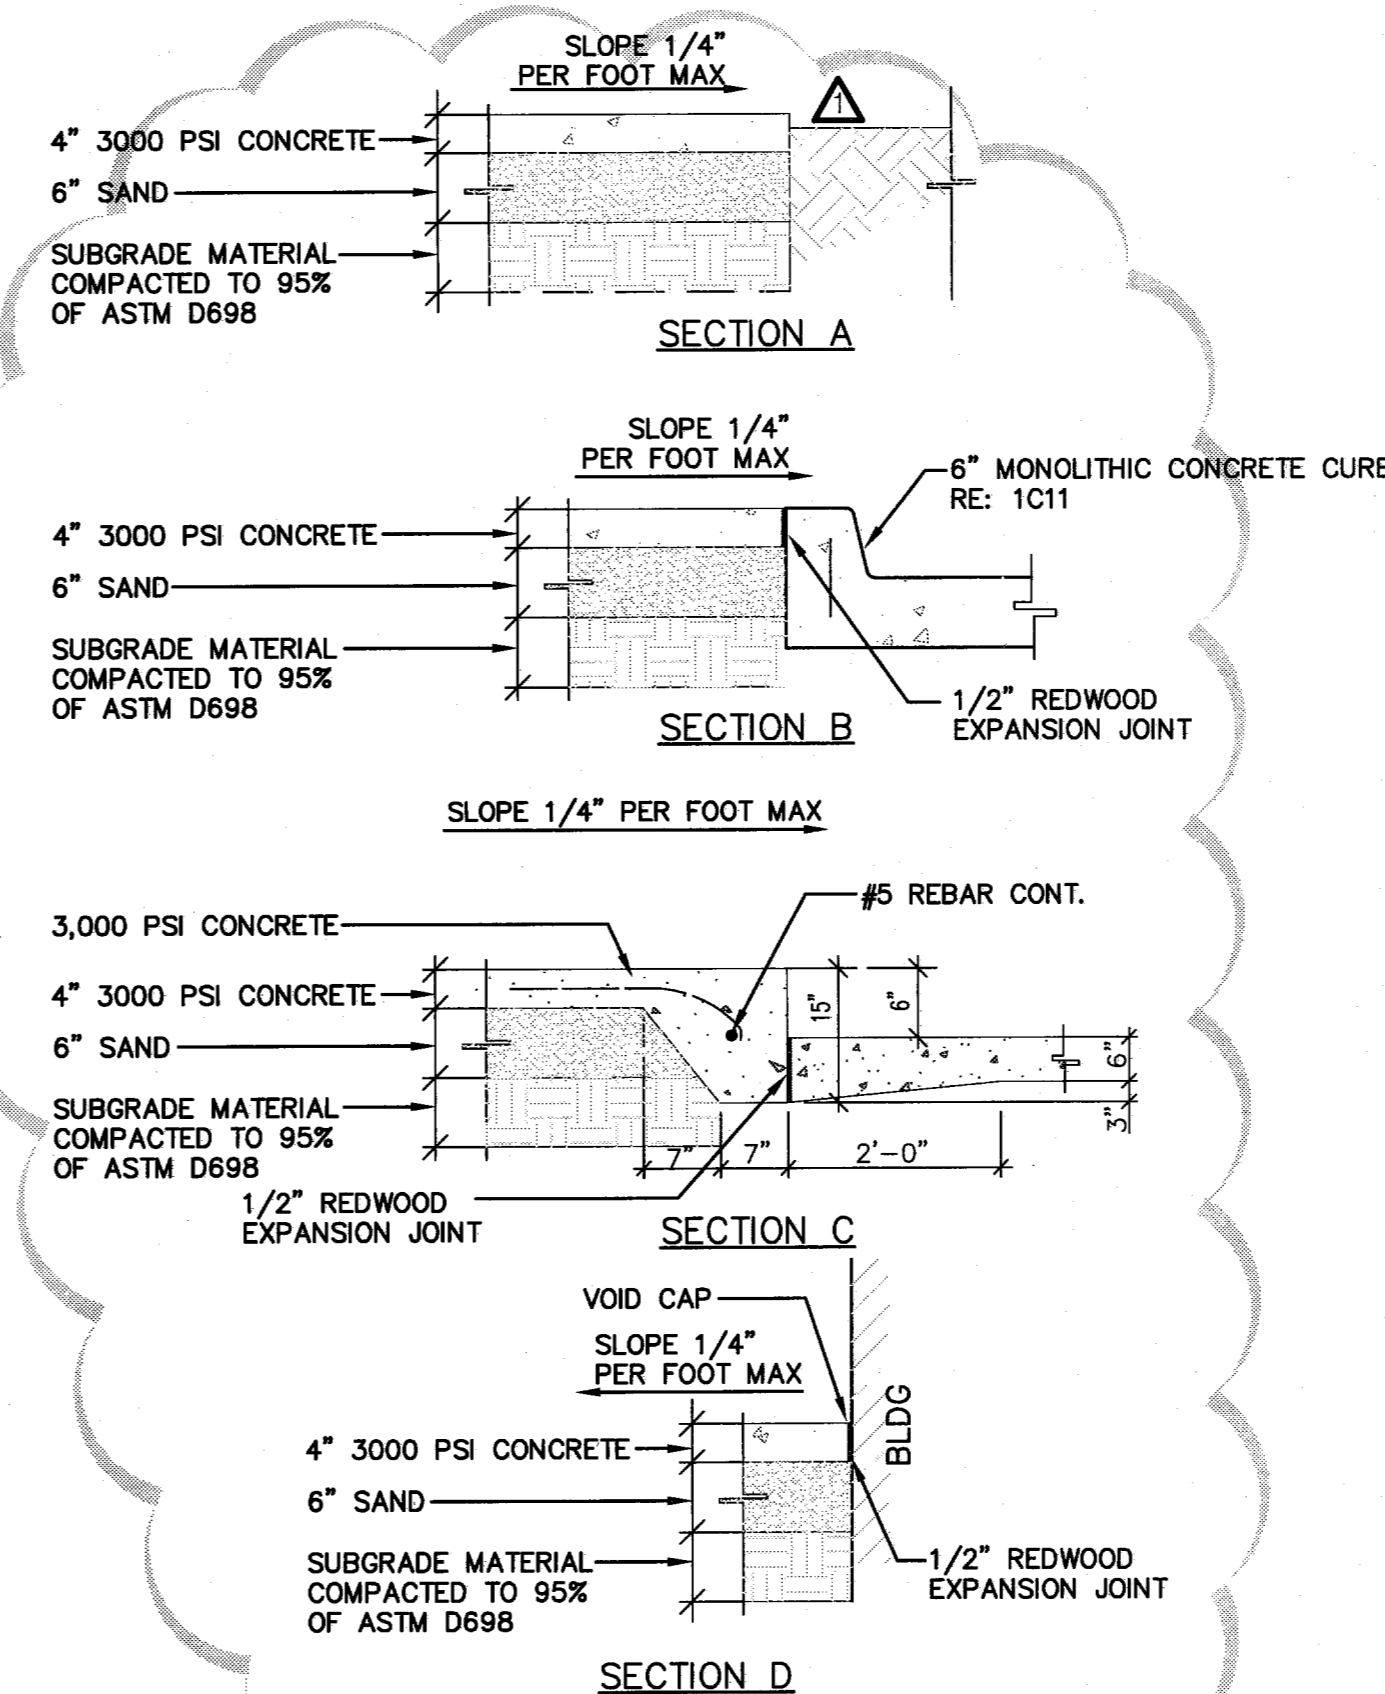 SLOPE 1/4"
PER FOOT MAX
1
4" 3000 PSI CONCRETE
6" SAND
SUBGRADE MATERIAL
COMPACTED TO 95%
OF ASTM D698
SECTION A
SLOPE 1/4"
PER FOOT MAX
6" MONOLITHIC CONCRETE CURB
RE: 1C11
4" 3000 PSI CONCRETE
6" SAND
SUBGRADE MATERIAL
COMPACTED TO 95%
OF ASTM D698
1/2" REDWOOD
EXPANSION JOINT
SECTION B
SLOPE 1/4" PER FOOT MAX
#5 REBAR CONT.
3,000 PSI CONCRETE
4" 3000 PSI CONCRETE
6" SAND
SUBGRADE MATERIAL
COMPACTED TO 95%
OF ASTM D698
15"
6"
6"
3"
7"
7"
2'-0"
1/2" REDWOOD
EXPANSION JOINT
SECTION C
VOID CAP
SLOPE 1/4"
PER FOOT MAX
BLDG
4" 3000 PSI CONCRETE
6" SAND
SUBGRADE MATERIAL
COMPACTED TO 95%
OF ASTM D698
1/2" REDWOOD
EXPANSION JOINT
SECTION D